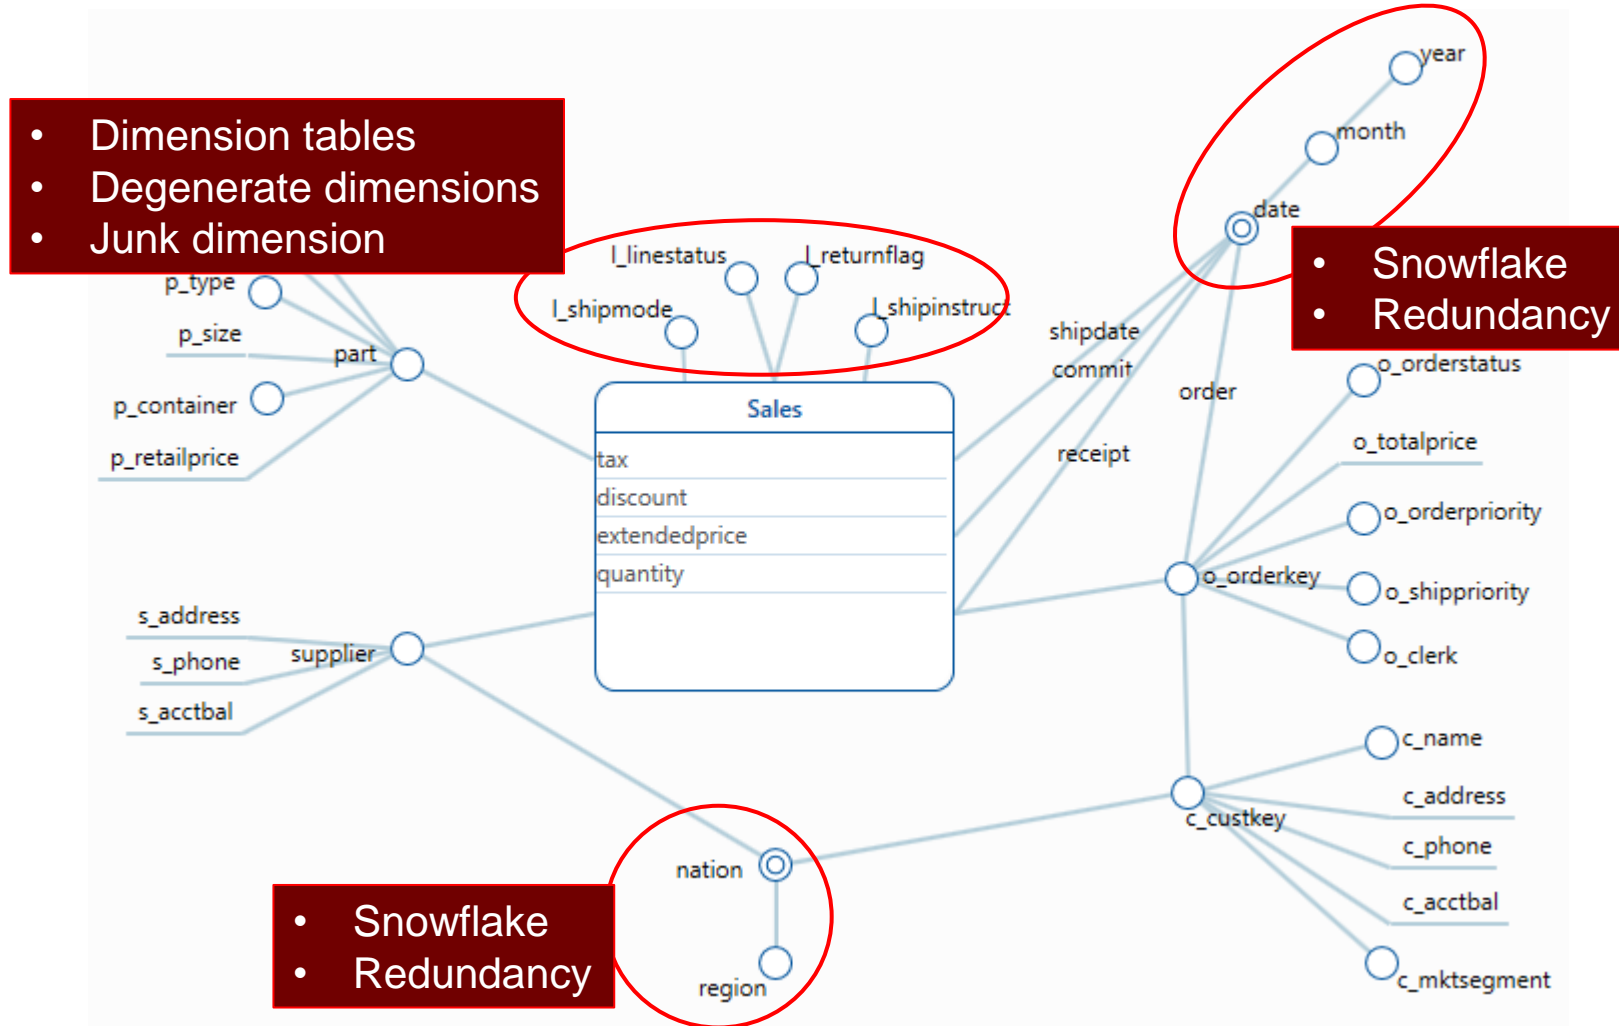 year
month
date
• Dimension tables
• Degenerate dimensions
• Junk dimension
• Snowflake
• Redundancy
l_linestatus
l_returnflag
l_shipmode
l_shipinstruct
p_type
p_size
part
p_container
p_retailprice
shipdate
commit
order
receipt
Sales
tax
discount
extendedprice
quantity
o_orderstatus
o_totalprice
o_orderpriority
o_orderkey
o_shippriority
o_clerk
s_address
s_phone
supplier
s_acctbal
c_name
c_address
c_custkey
c_phone
c_acctbal
c_mktsegment
nation
• Snowflake
• Redundancy
region